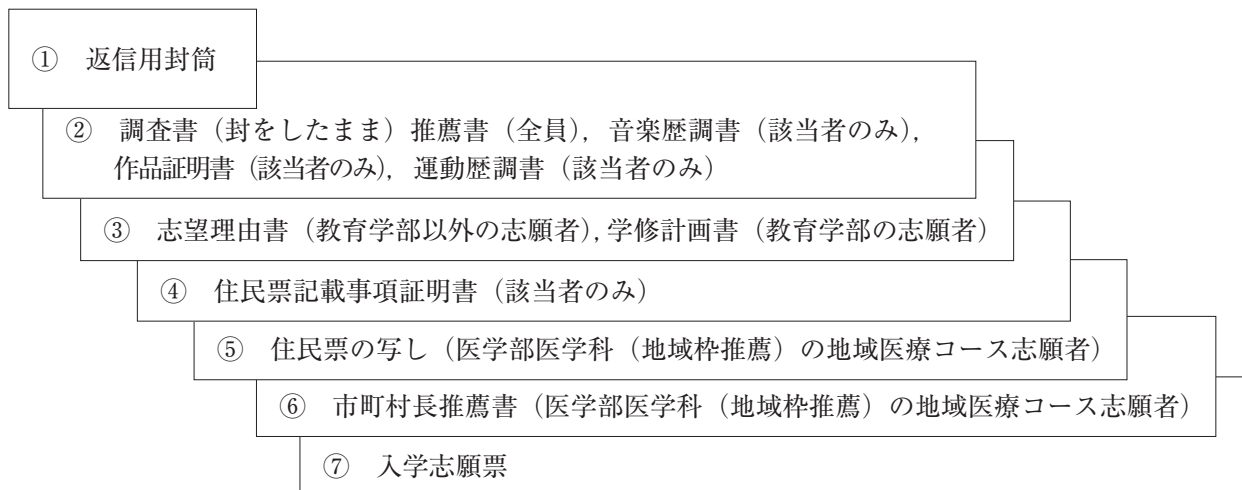 ① 返信用封筒
② 調査書（封をしたまま）推薦書（全員），音楽歴調書（該当者のみ），
作品証明書（該当者のみ），運動歴調書（該当者のみ）
③ 志望理由書（教育学部以外の志願者），学修計画書（教育学部の志願者）
④ 住民票記載事項証明書（該当者のみ）
⑤ 住民票の写し（医学部医学科（地域枠推薦）の地域医療コース志願者）
⑥ 市町村長推薦書（医学部医学科（地域枠推薦）の地域医療コース志願者）
⑦ 入学志願票